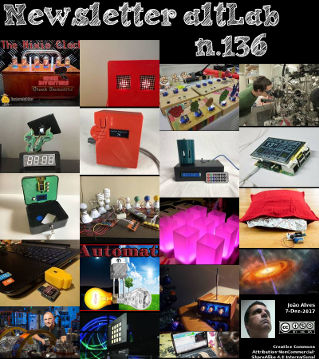 Newsletter altLab
n.136
The Radio Clock
Automat
João Alves
7-Dez-2017
Creative Commons
Attribution-NonCommercial
ShareAlike 4.0 International